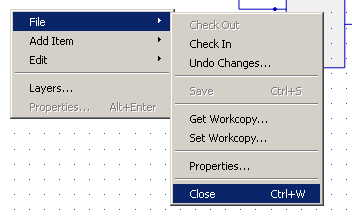 File
Add Item
Edit
Layers...
Properties... Alt+Enter
Check Out
Check In
Undo Changes...
Save Ctrl+S
Get Workcopy...
Set Workcopy...
Properties...
Close Ctrl+W